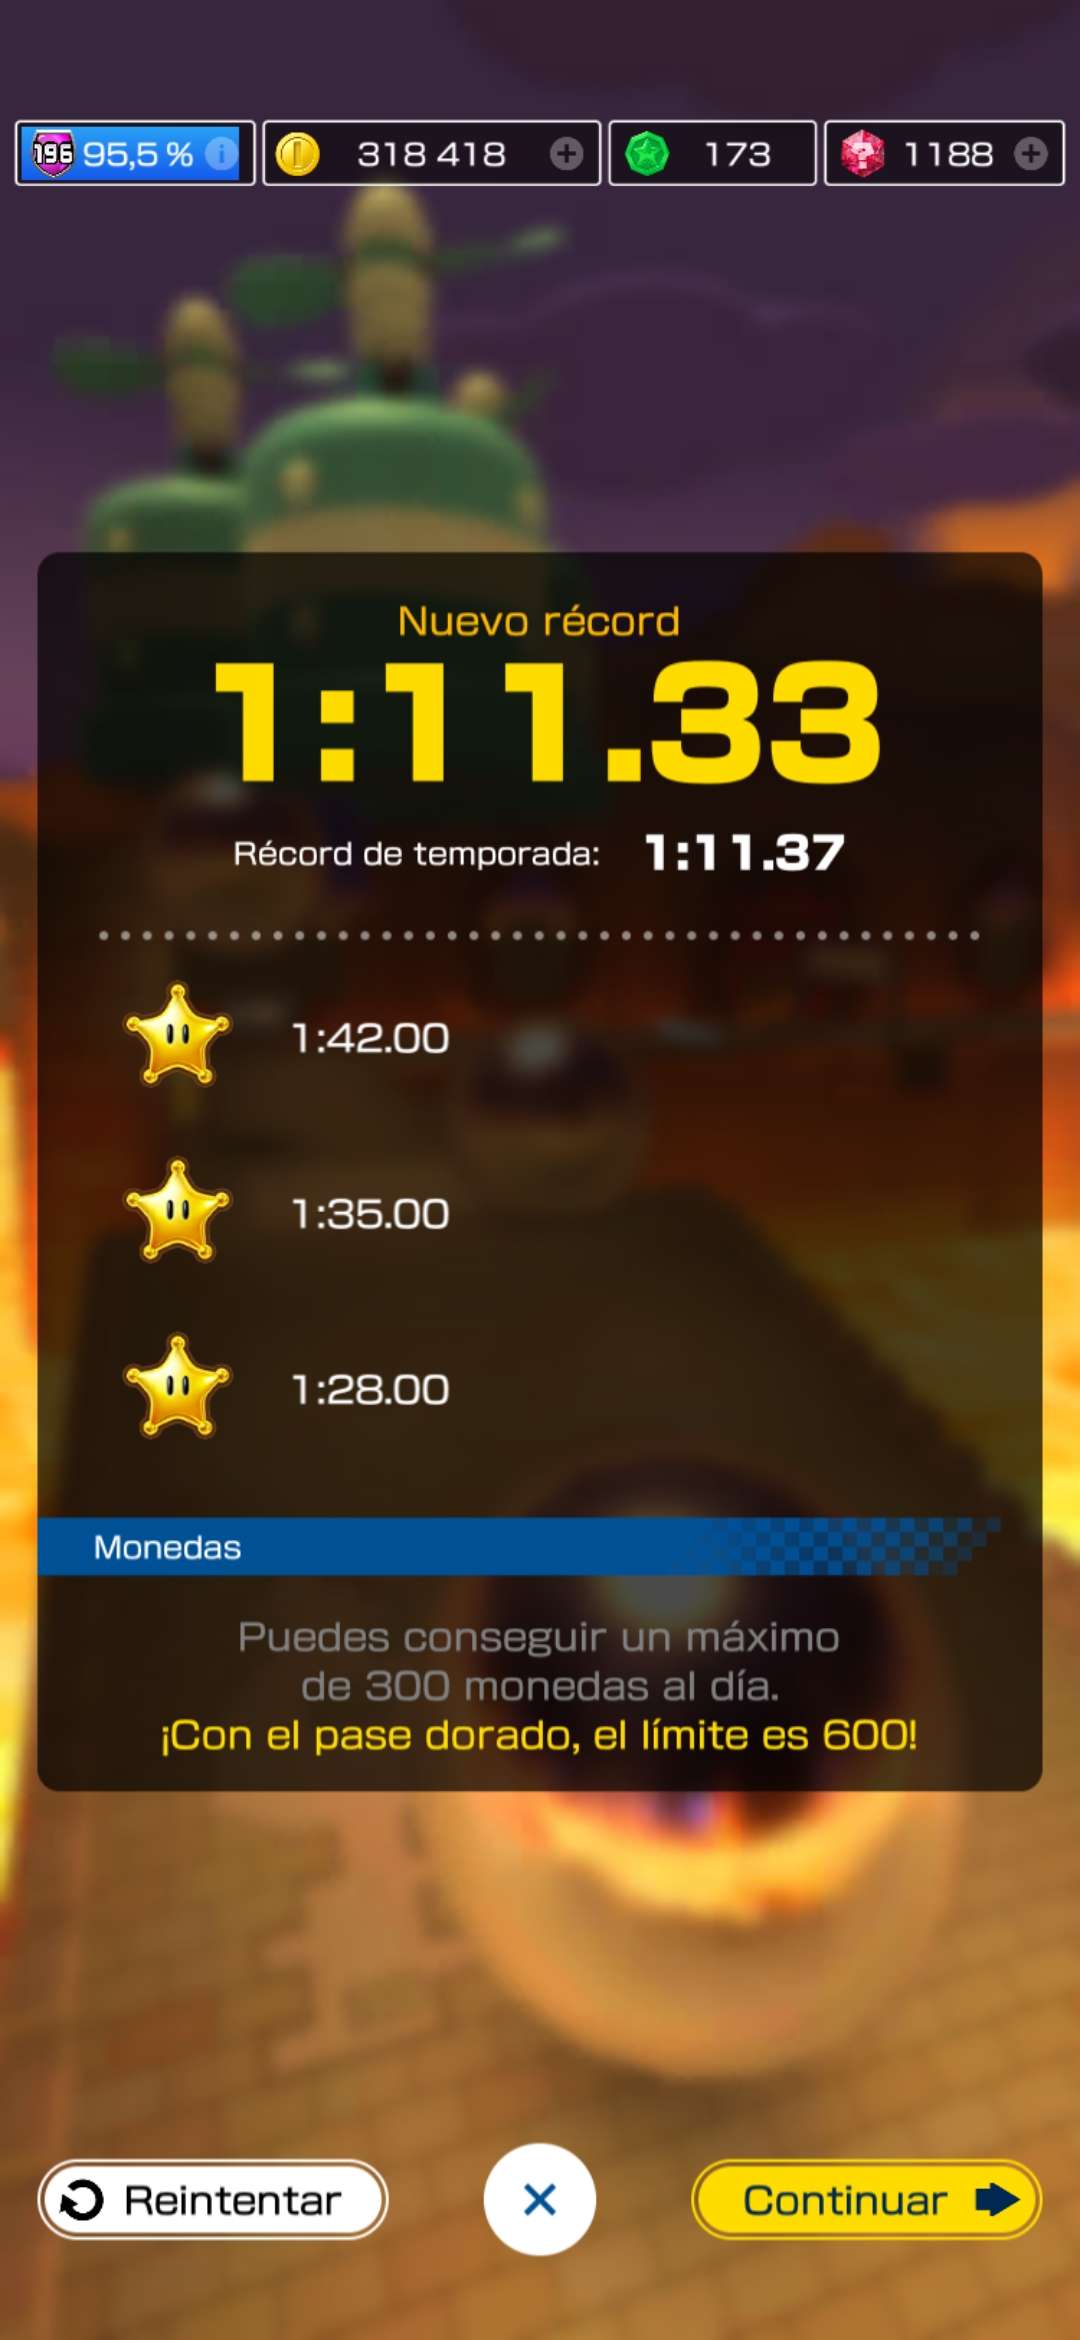 196 95,5 % i 318 418 + 173 ? 1188 +
Nuevo récord
1:11.33
Récord de temporada: 1:11.37
1:42.00
1:35.00
1:28.00
Monedas
Puedes conseguir un máximo
de 300 monedas al día.
¡Con el pase dorado, el límite es 600!
Reintentar × Continuar